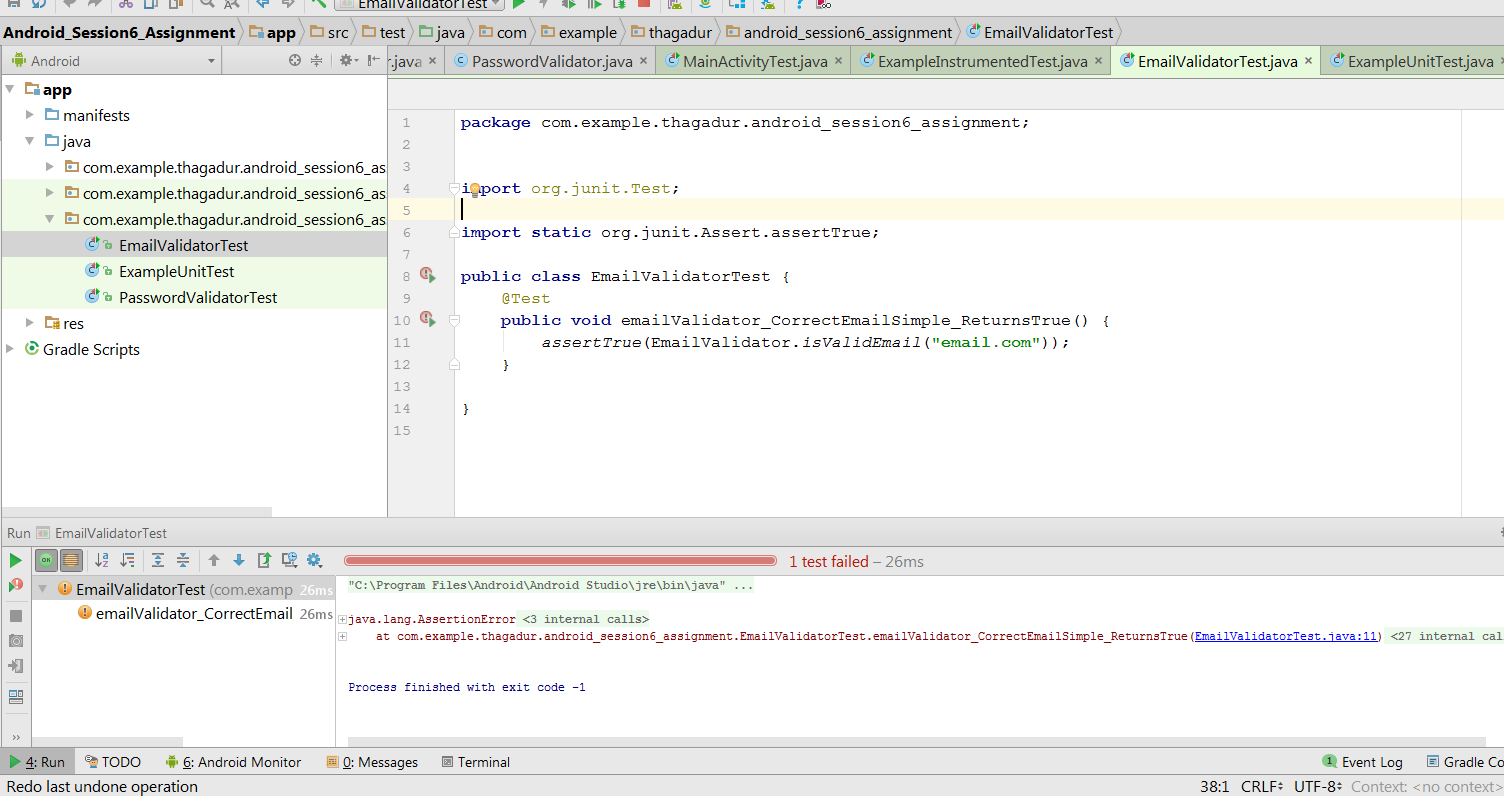 EmailValidatorTest
Android_Session6_Assignment app src test java com example thagadur android_session6_assignment EmailValidatorTest
Android
r.java × PasswordValidator.java × MainActivityTest.java × ExampleInstrumentedTest.java × EmailValidatorTest.java × ExampleUnitTest.java ×
app
manifests
java
com.example.thagadur.android_session6_as
com.example.thagadur.android_session6_as
com.example.thagadur.android_session6_as
EmailValidatorTest
ExampleUnitTest
PasswordValidatorTest
res
Gradle Scripts
1 package com.example.thagadur.android_session6_assignment;
2
3
4 import org.junit.Test;
5
6 import static org.junit.Assert.assertTrue;
7
8 public class EmailValidatorTest {
9 @Test
10 public void emailValidator_CorrectEmailSimple_ReturnsTrue() {
11 assertTrue(EmailValidator.isValidEmail("email.com"));
12 }
13
14 }
15
Run EmailValidatorTest
1 test failed – 26ms
EmailValidatorTest (com.examp 26ms
emailValidator_CorrectEmail 26ms
"C:\Program Files\Android\Android Studio\jre\bin\java" ...
java.lang.AssertionError <3 internal calls>
at com.example.thagadur.android_session6_assignment.EmailValidatorTest.emailValidator_CorrectEmailSimple_ReturnsTrue(EmailValidatorTest.java:11) <27 internal cal
Process finished with exit code -1
4: Run TODO 6: Android Monitor 0: Messages Terminal 1 Event Log Gradle Co
Redo last undone operation 38:1 CRLF UTF-8 Context: <no context>